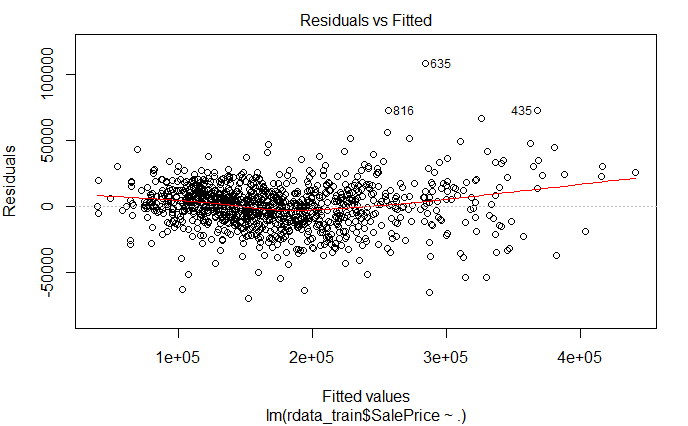 Residuals vs Fitted
Residuals
100000
50000
0
-50000
635
816
435
1e+05 2e+05 3e+05 4e+05
Fitted values
lm(rdata_train$SalePrice ~ .)